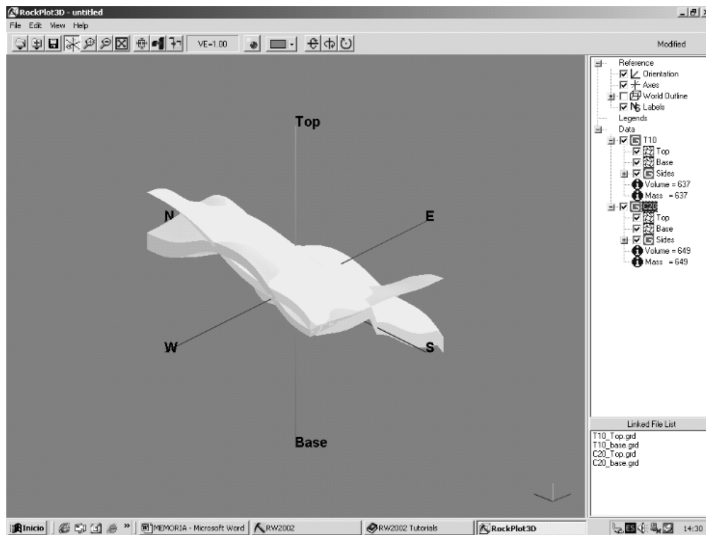 RockPlot3D - untitled
File Edit View Help
VE=1.00
Modified
Reference
Orientation
Axes
World Outline
Labels
Legends
Data
T10
Top
Base
Sides
Volume = 637
Mass = 637
C20
Top
Base
Sides
Volume = 649
Mass = 649
Top
N
E
W
S
Base
Linked File List
T10_Top.grd
T10_base.grd
C20_Top.grd
C20_base.grd
Inicio
»
MEMORIA - Microsoft Word
RW2002
RW2002 Tutorials
RockPlot3D
ES
14:30